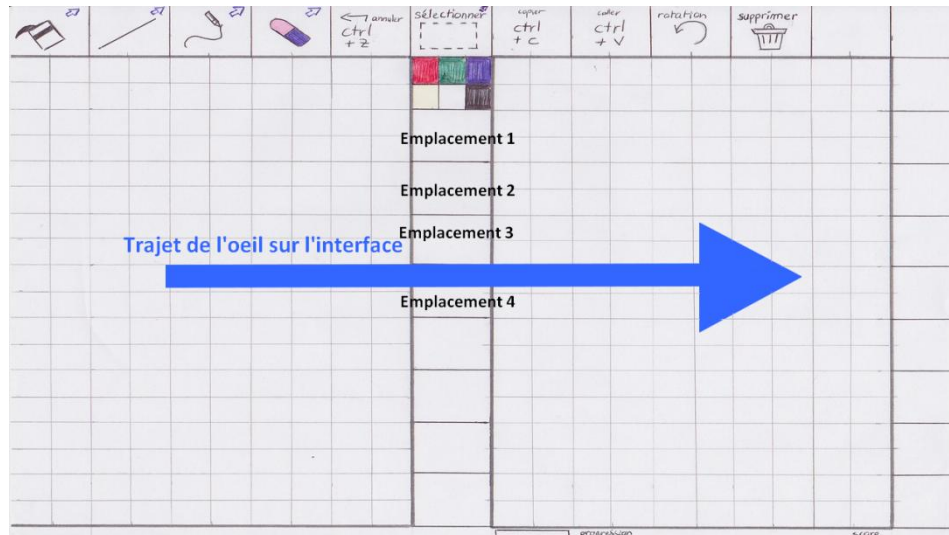 annuler
ctrl
+ Z
sélectionner
copier
ctrl
+ C
coller
ctrl
+ V
rotation
supprimer
Emplacement 1
Emplacement 2
Emplacement 3
Trajet de l'oeil sur l'interface
Emplacement 4
score